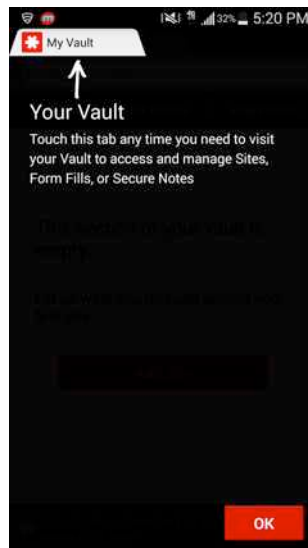 32% 5:20 PM
My Vault
Your Vault
Touch this tab any time you need to visit
your Vault to access and manage Sites,
Form Fills, or Secure Notes
OK